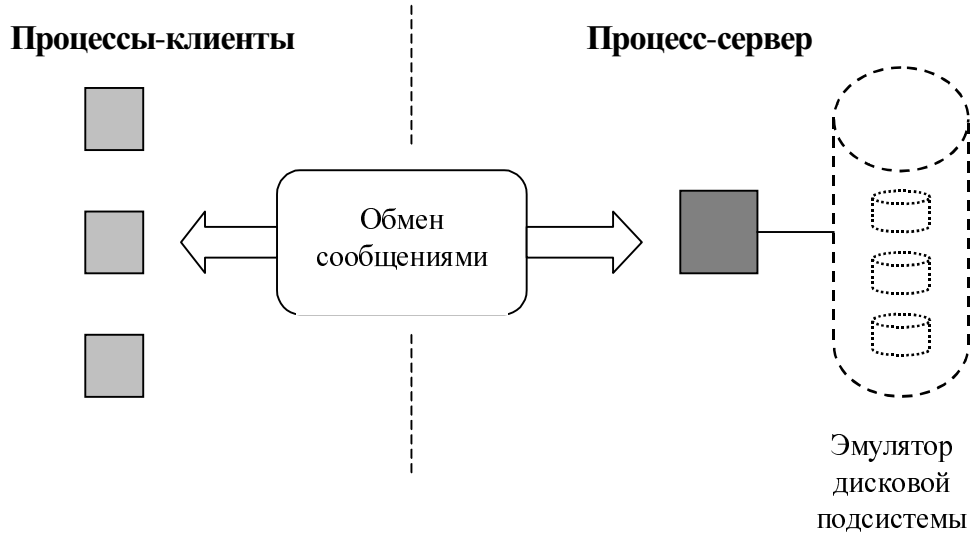 Процессы-клиенты
Процесс-сервер
Обмен
сообщениями
Эмулятор
дисковой
подсистемы